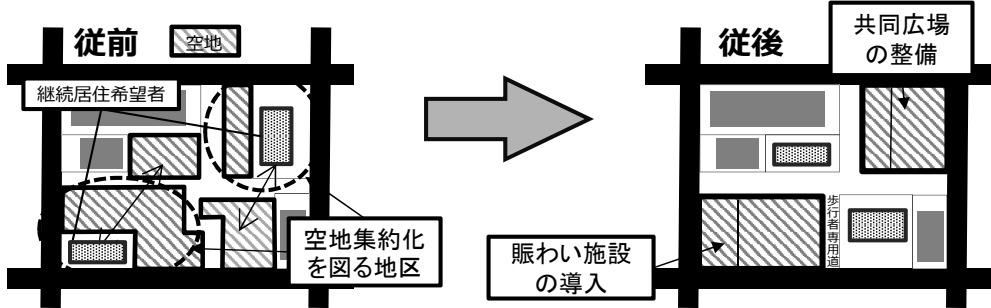 従前
空地
継続居住希望者
空地集約化
を図る地区
従後
共同広場
の整備
歩行者専用道
賑わい施設
の導入